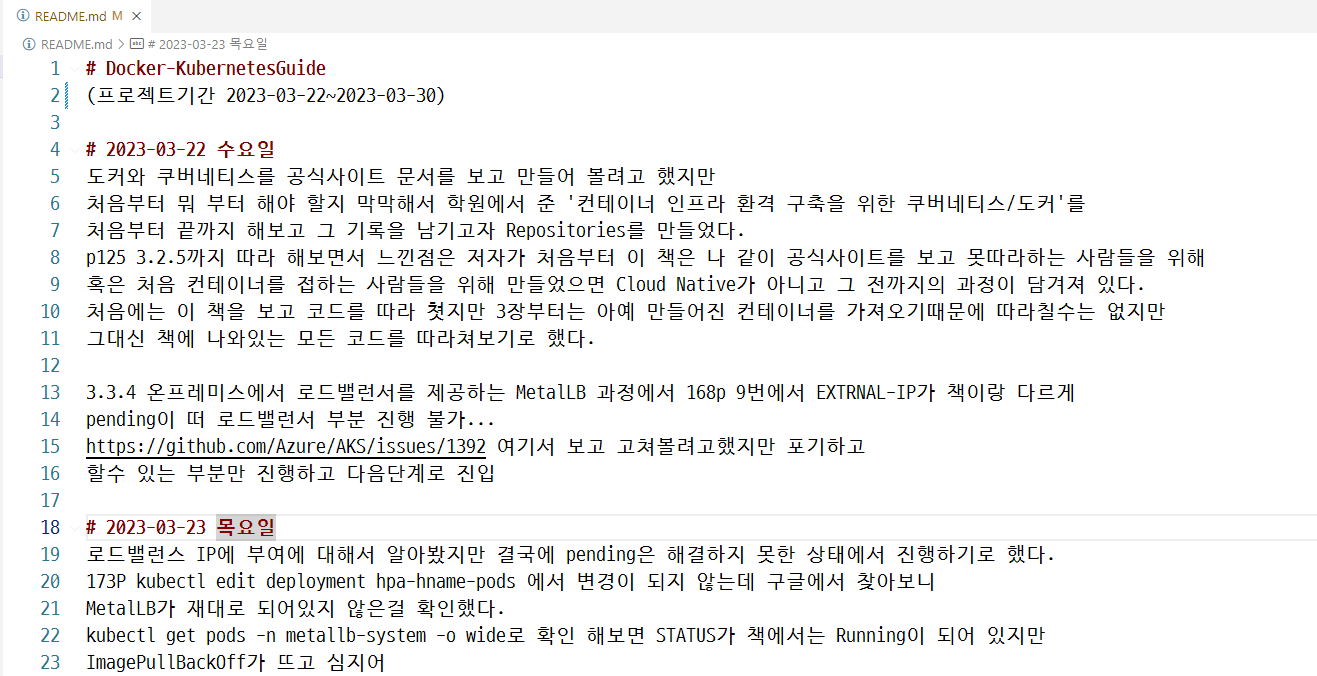 README.md M ×
README.md > # 2023-03-23 목요일
1 # Docker-KubernetesGuide
2 (프로젝트기간 2023-03-22~2023-03-30)
3
4 # 2023-03-22 수요일
5 도커와 쿠버네티스를 공식사이트 문서를 보고 만들어 볼려고 했지만
6 처음부터 뭐 부터 해야 할지 막막해서 학원에서 준 '컨테이너 인프라 환격 구축을 위한 쿠버네티스/도커'를
7 처음부터 끝까지 해보고 그 기록을 남기고자 Repositories를 만들었다.
8 p125 3.2.5까지 따라 해보면서 느낀점은 저자가 처음부터 이 책은 나 같이 공식사이트를 보고 못따라하는 사람들을 위해
9 혹은 처음 컨테이너를 접하는 사람들을 위해 만들었으면 Cloud Native가 아니고 그 전까지의 과정이 담겨져 있다.
10 처음에는 이 책을 보고 코드를 따라 쳣지만 3장부터는 아예 만들어진 컨테이너를 가져오기때문에 따라칠수는 없지만
11 그대신 책에 나와있는 모든 코드를 따라쳐보기로 했다.
12
13 3.3.4 온프레미스에서 로드밸런서를 제공하는 MetalLB 과정에서 168p 9번에서 EXTRNAL-IP가 책이랑 다르게
14 pending이 떠 로드밸런서 부분 진행 불가...
15 https://github.com/Azure/AKS/issues/1392 여기서 보고 고쳐볼려고했지만 포기하고
16 할수 있는 부분만 진행하고 다음단계로 진입
17
18 # 2023-03-23 목요일
19 로드밸런스 IP에 부여에 대해서 알아봤지만 결국에 pending은 해결하지 못한 상태에서 진행하기로 했다.
20 173P kubectl edit deployment hpa-hname-pods 에서 변경이 되지 않는데 구글에서 찾아보니
21 MetalLB가 재대로 되어있지 않은걸 확인했다.
22 kubectl get pods -n metallb-system -o wide로 확인 해보면 STATUS가 책에서는 Running이 되어 있지만
23 ImagePullBackOff가 뜨고 심지어